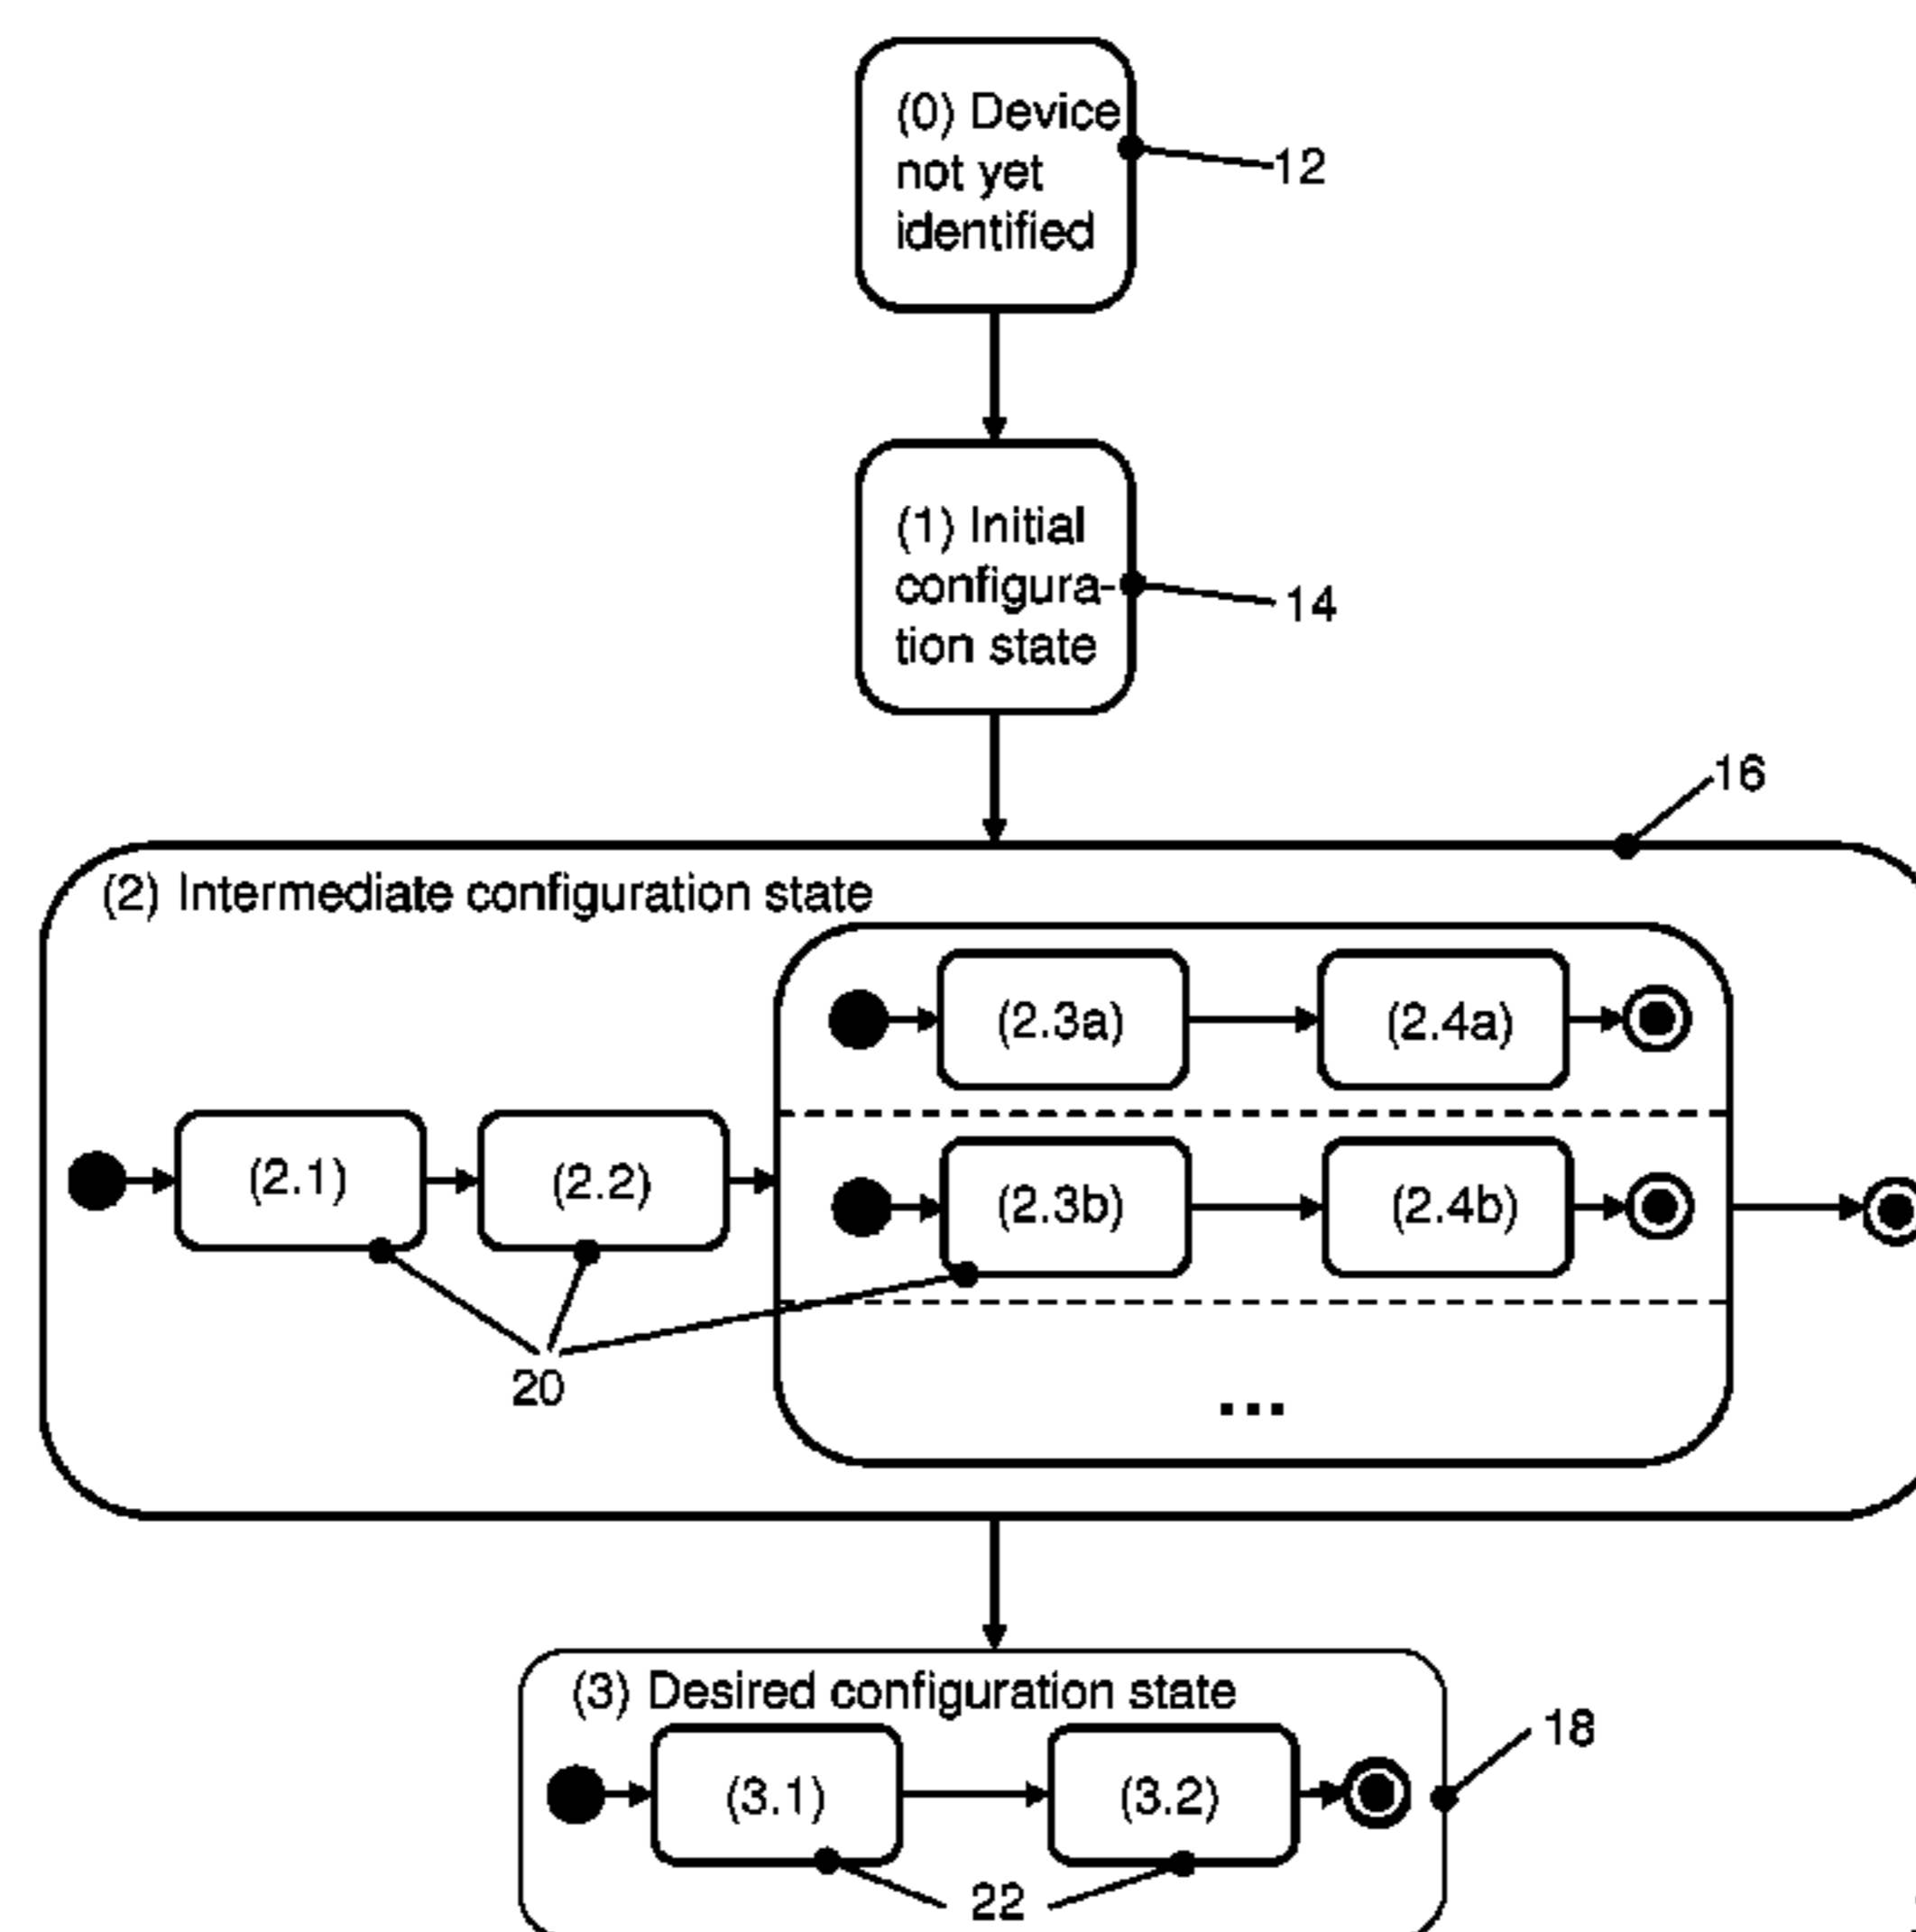 (0) Device
not yet
identified
12
(1) Initial
configura-
tion state
14
16
(2) Intermediate configuration state
(2.3a)
(2.4a)
(2.1)
(2.2)
(2.3b)
(2.4b)
20
...
(3) Desired configuration state
18
(3.1)
(3.2)
22